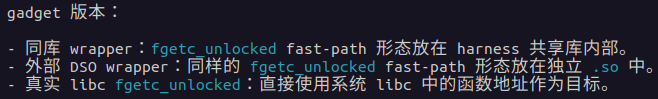 gadget 版本：
- 同库 wrapper：fgetc_unlocked fast-path 形态放在 harness 共享库内部。
- 外部 DSO wrapper：同样的 fgetc_unlocked fast-path 形态放在独立 .so 中。
- 真实 libc fgetc_unlocked：直接使用系统 libc 中的函数地址作为目标。